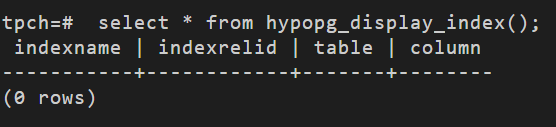 tpch=#  select * from hypopg_display_index();
 indexname | indexrelid | table | column
-----------+------------+-------+--------
(0 rows)